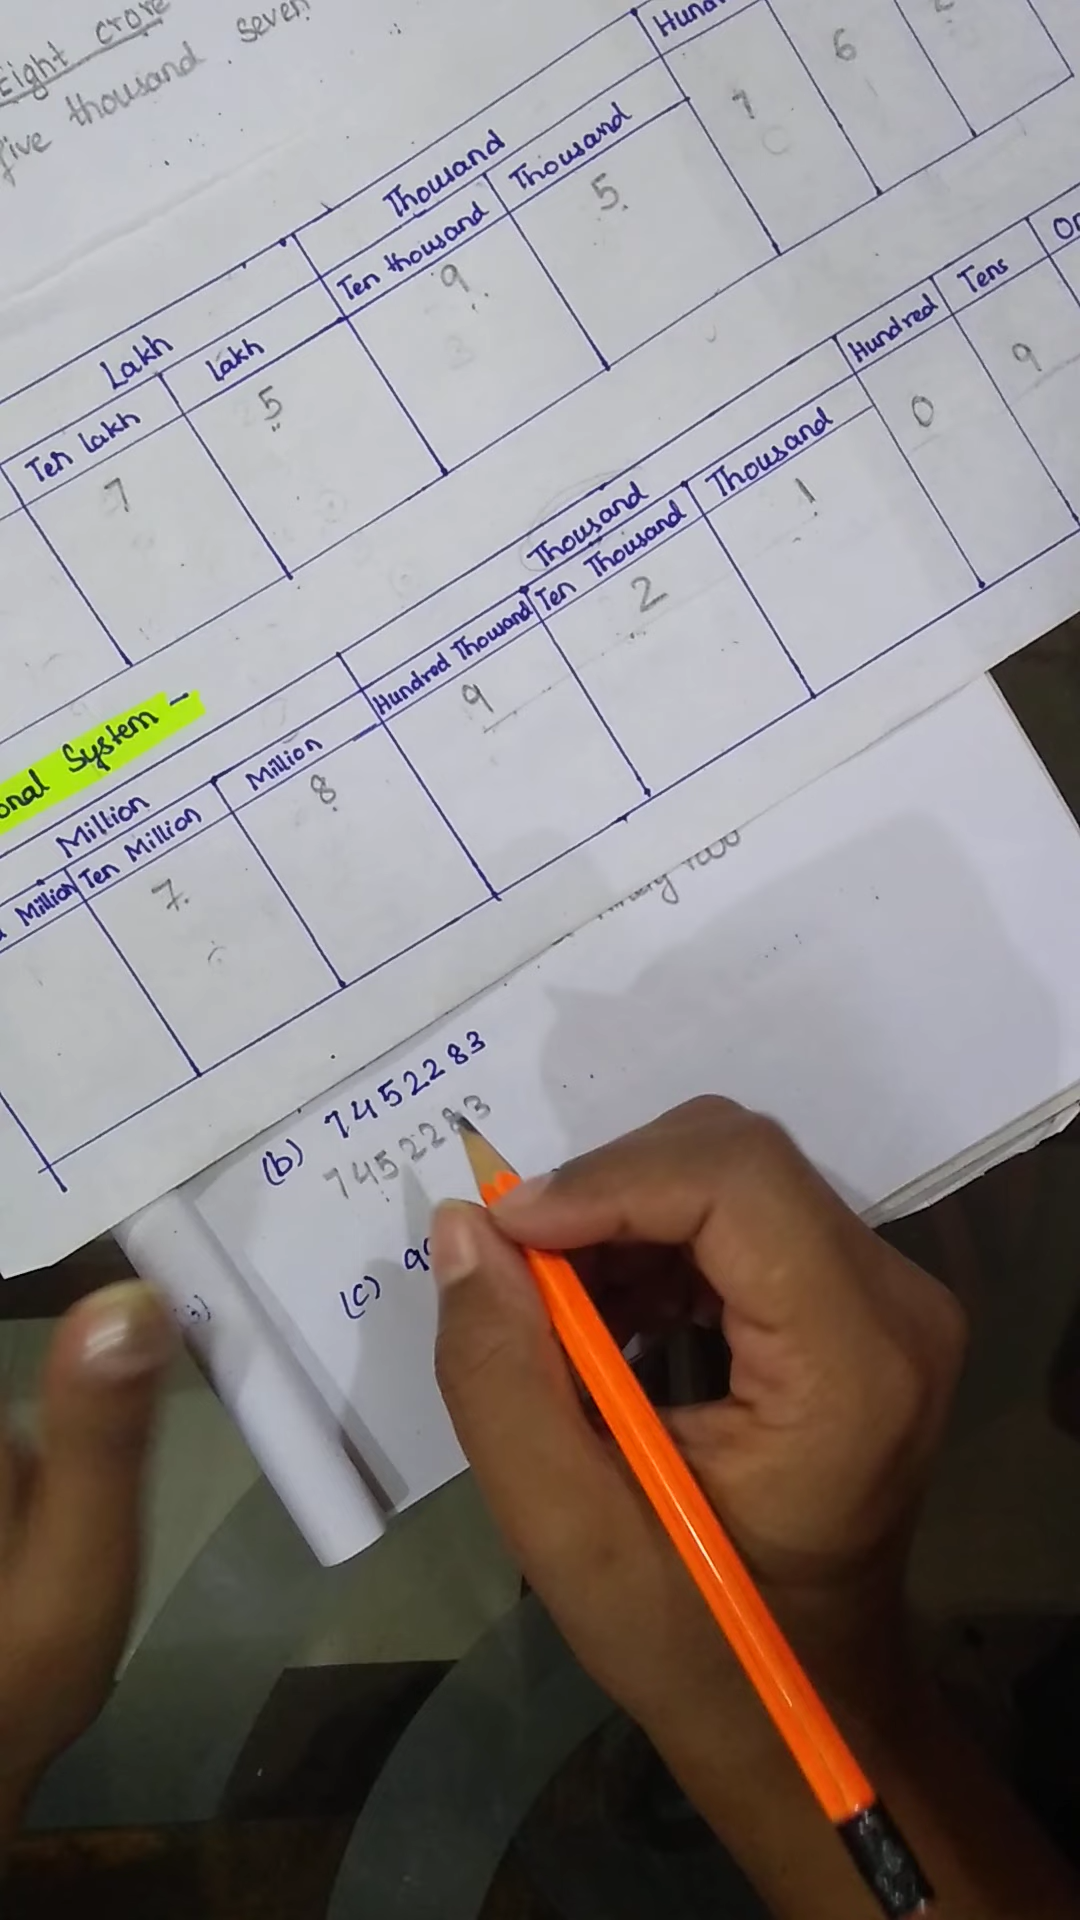 Eight crore
five thousand seven
Lakh Thousand
Ten Lakh Lakh Ten thousand Thousand
7 5 9 5 7 6
System -
Million Thousand
Million Ten Million Million Hundred Thousand Ten Thousand Thousand Hundred Tens
7 8 9 2 1 0 9
(b) 7452283
7452283
(c)